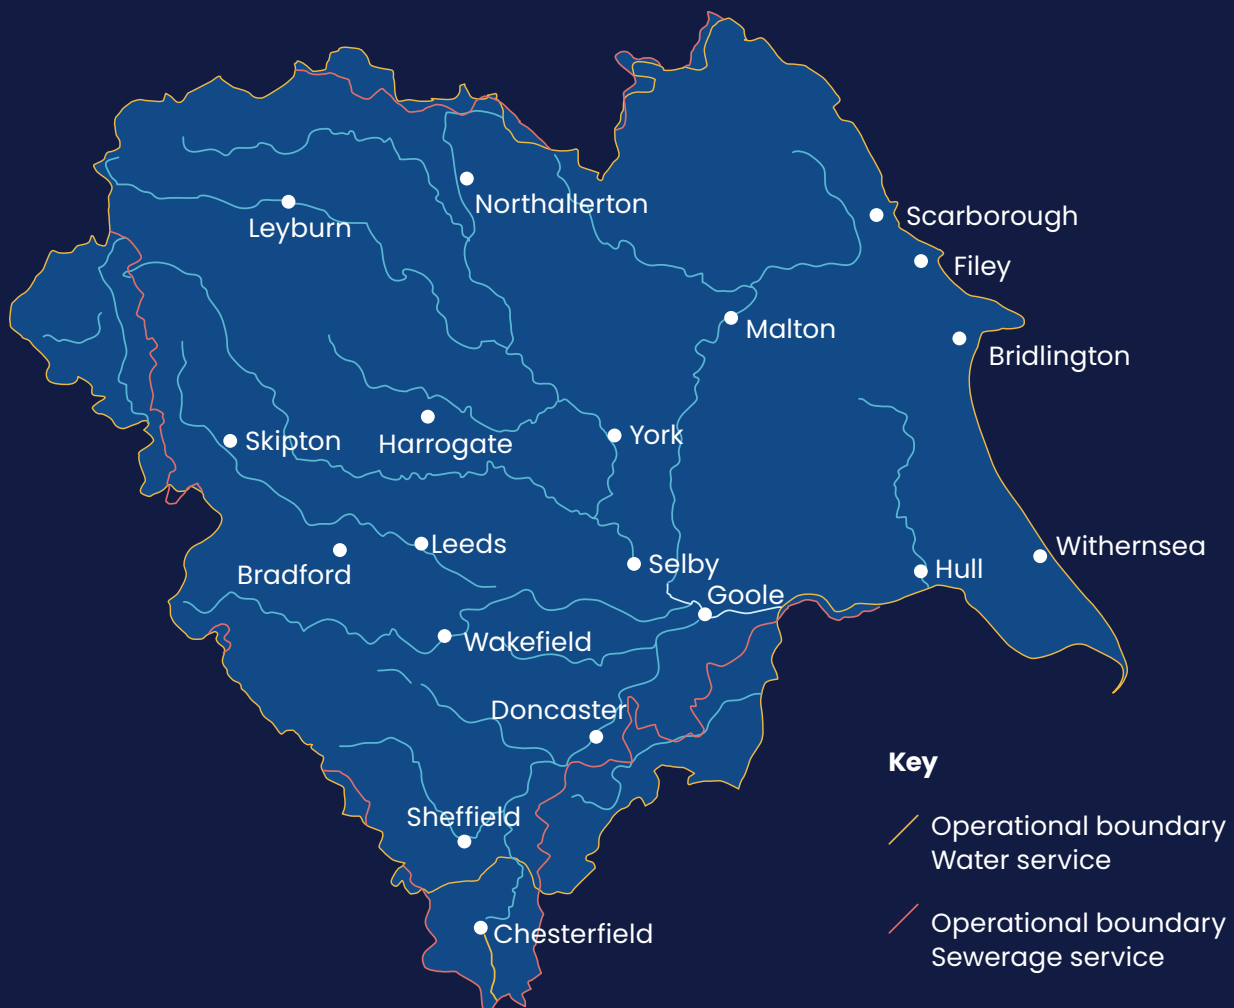 Northallerton
Leyburn
Scarborough
Filey
Malton
Bridlington
Skipton
Harrogate
York
Leeds
Bradford
Selby
Withernsea
Hull
Goole
Wakefield
Doncaster
Sheffield
Chesterfield
Key
Operational boundary
Water service
Operational boundary
Sewerage service